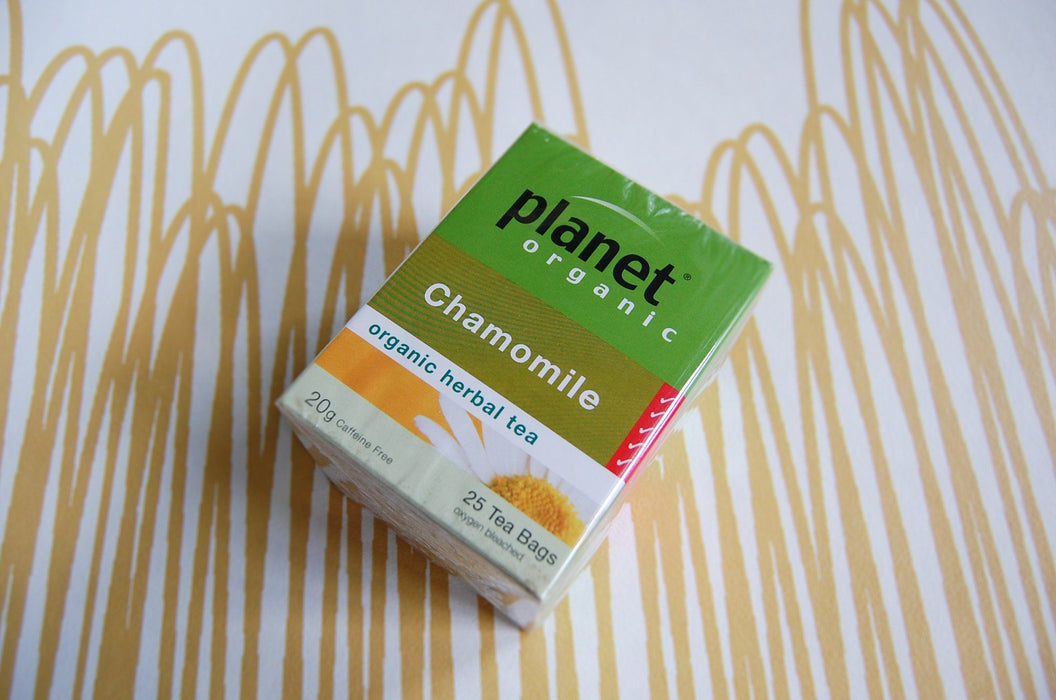 planet®
organic
Chamomile
organic herbal tea
20g Caffeine Free
25 Tea Bags
oxygen bleached